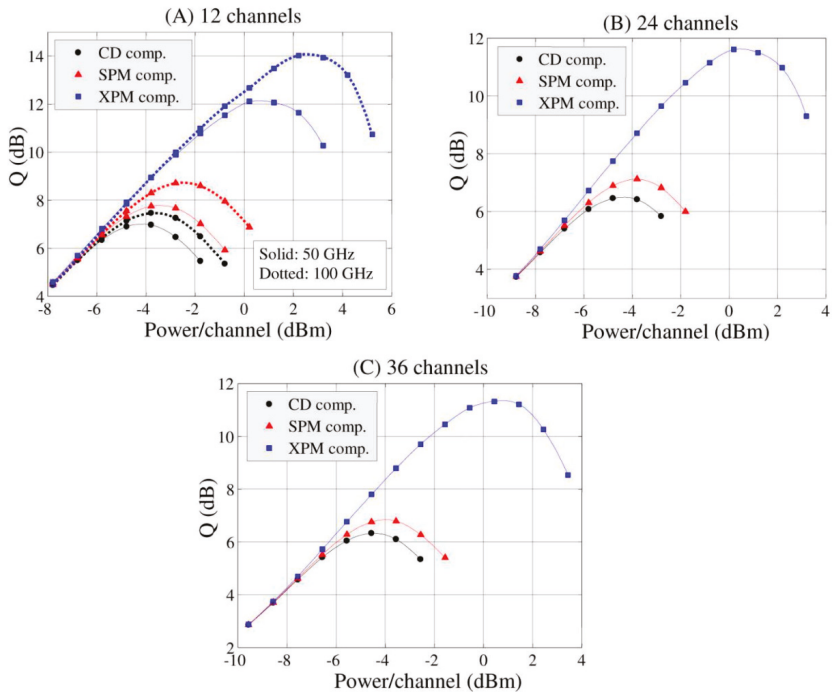 (A) 12 channels
CD comp.
SPM comp.
XPM comp.
Q (dB)
14
12
10
8
6
4
Solid: 50 GHz
Dotted: 100 GHz
-8 -6 -4 -2 0 2 4 6
Power/channel (dBm)
(B) 24 channels
CD comp.
SPM comp.
XPM comp.
Q (dB)
12
10
8
6
4
2
-10 -8 -6 -4 -2 0 2 4
Power/channel (dBm)
(C) 36 channels
CD comp.
SPM comp.
XPM comp.
Q (dB)
12
10
8
6
4
2
-10 -8 -6 -4 -2 0 2 4
Power/channel (dBm)